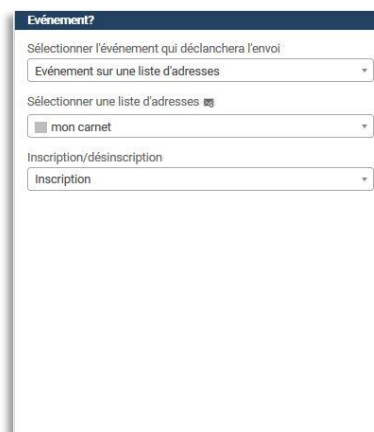 Evénement?
Sélectionner l'événement qui déclanchera l'envoi
Evénement sur une liste d'adresses
Sélectionner une liste d'adresses
mon carnet
Inscription/désinscription
Inscription